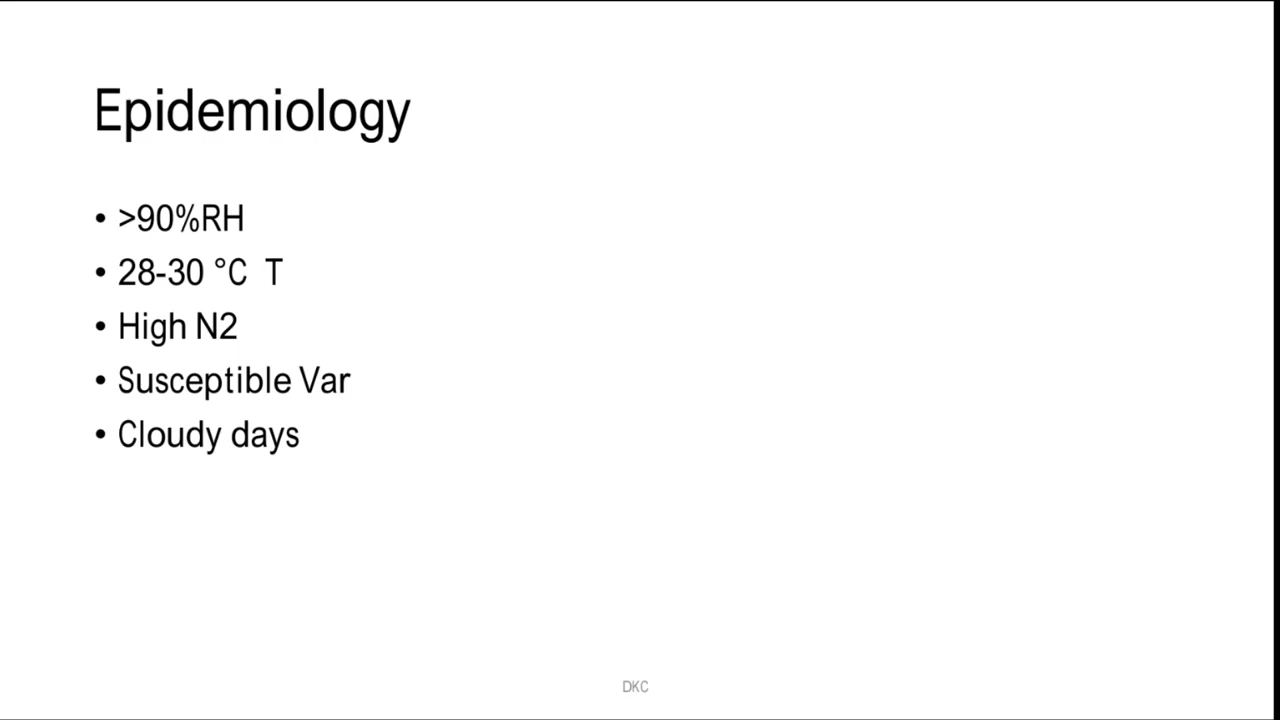 Epidemiology
• >90%RH
• 28-30 °C  T
• High N2
• Susceptible Var
• Cloudy days
DKC